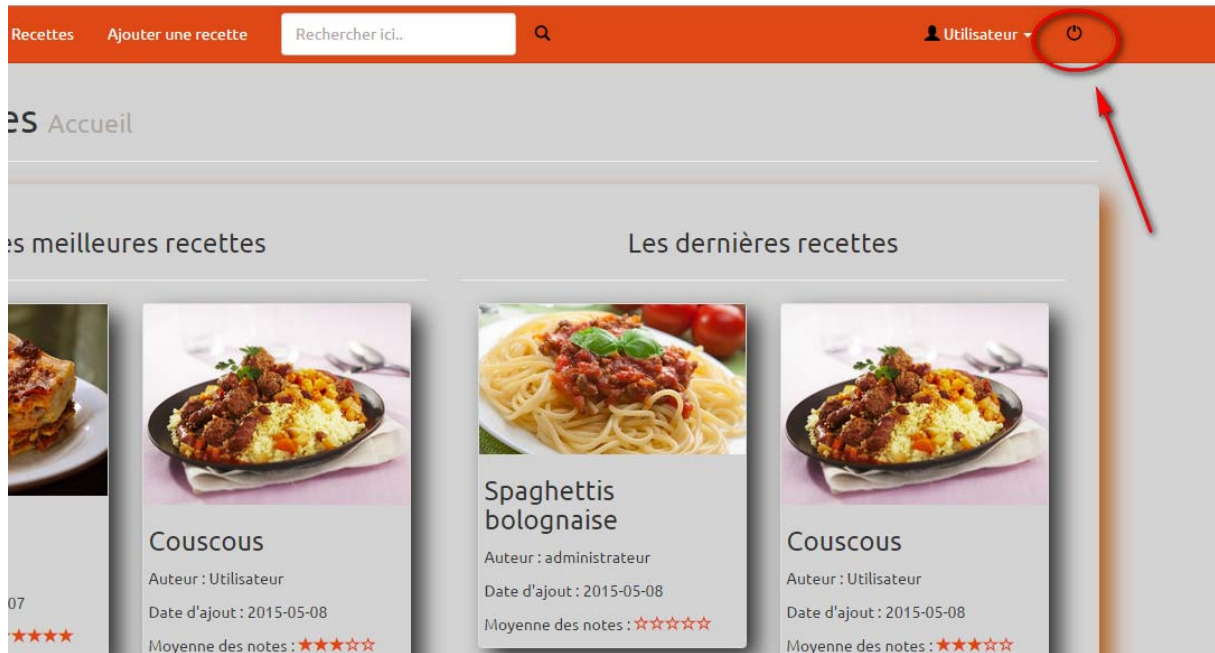 Recettes Ajouter une recette Rechercher ici.. Utilisateur
es Accueil
es meilleures recettes
Les dernières recettes
07
Couscous
Auteur : Utilisateur
Date d'ajout : 2015-05-08
Moyenne des notes : ★★★☆☆
Spaghettis
bolognaise
Auteur : administrateur
Date d'ajout : 2015-05-08
Moyenne des notes : ☆☆☆☆☆
Couscous
Auteur : Utilisateur
Date d'ajout : 2015-05-08
Moyenne des notes : ★★★☆☆